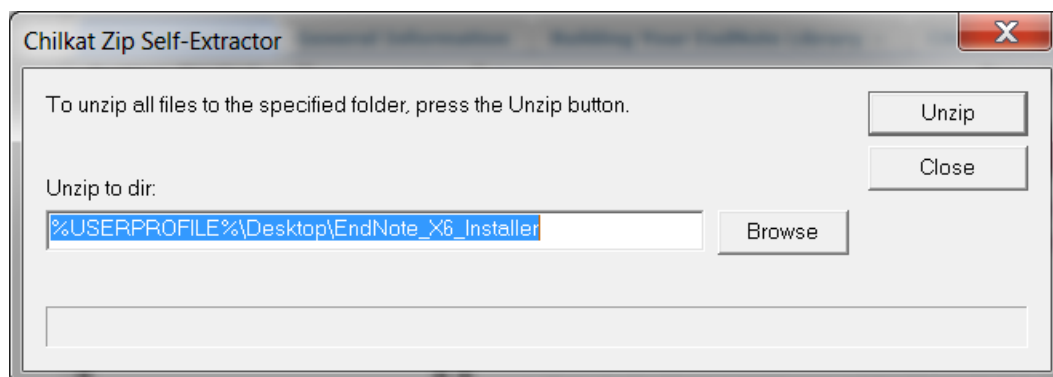 Chilkat Zip Self-Extractor
To unzip all files to the specified folder, press the Unzip button.
Unzip
Close
Unzip to dir:
%USERPROFILE%\Desktop\EndNote_X6_Installer
Browse